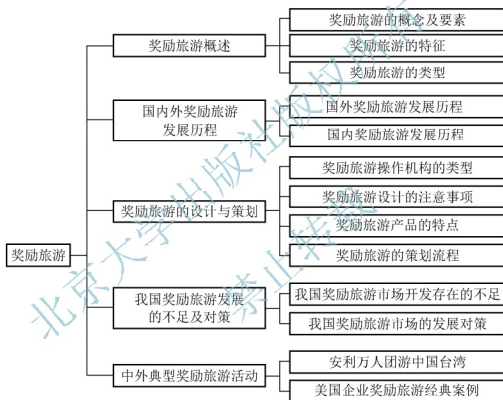 奖励旅游
奖励旅游概述
奖励旅游的概念及要素
奖励旅游的特征
奖励旅游的类型
国内外奖励旅游
发展历程
国外奖励旅游发展历程
国内奖励旅游发展历程
奖励旅游的设计与策划
奖励旅游操作机构的类型
奖励旅游设计的注意事项
奖励旅游产品的特点
奖励旅游的策划流程
我国奖励旅游发展
的不足及对策
我国奖励旅游市场开发存在的不足
我国奖励旅游市场的发展对策
中外典型奖励旅游活动
安利万人团游中国台湾
美国企业奖励旅游经典案例
北京大学出版社版权所有
禁止转载